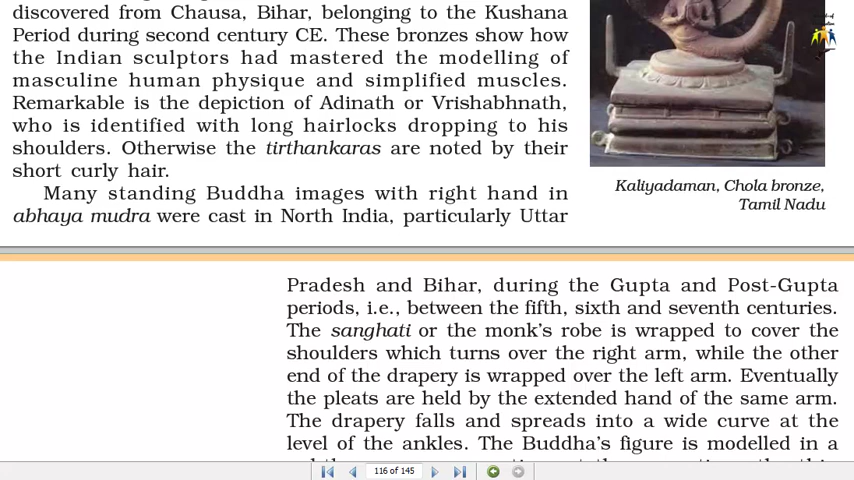 discovered from Chausa, Bihar, belonging to the Kushana
Period during second century CE. These bronzes show how
the Indian sculptors had mastered the modelling of
masculine human physique and simplified muscles.
Remarkable is the depiction of Adinath or Vrishabhnath,
who is identified with long hairlocks dropping to his
shoulders. Otherwise the tirthankaras are noted by their
short curly hair.
Many standing Buddha images with right hand in
abhaya mudra were cast in North India, particularly Uttar
Kaliyadaman, Chola bronze,
Tamil Nadu
Pradesh and Bihar, during the Gupta and Post-Gupta
periods, i.e., between the fifth, sixth and seventh centuries.
The sanghati or the monk's robe is wrapped to cover the
shoulders which turns over the right arm, while the other
end of the drapery is wrapped over the left arm. Eventually
the pleats are held by the extended hand of the same arm.
The drapery falls and spreads into a wide curve at the
level of the ankles. The Buddha's figure is modelled in a
116 of 145